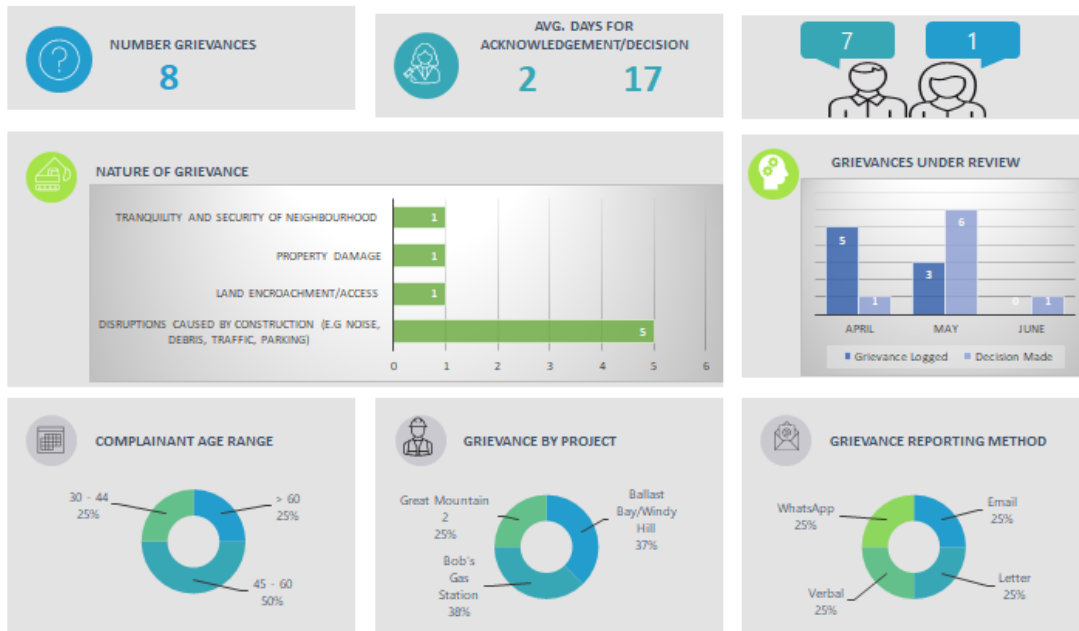 NUMBER GRIEVANCES
8
AVG. DAYS FOR
ACKNOWLEDGEMENT/DECISION
2 17
7 1
NATURE OF GRIEVANCE
TRANQUILITY AND SECURITY OF NEIGHBOURHOOD
1
PROPERTY DAMAGE
1
LAND ENCROACHMENT/ACCESS
1
DISRUPTIONS CAUSED BY CONSTRUCTION (E.G NOISE,
DEBRIS, TRAFFIC, PARKING)
5
0 1 2 3 4 5 6
GRIEVANCES UNDER REVIEW
5 1 3 6 0 1
APRIL MAY JUNE
Grievance Logged Decision Made
COMPLAINANT AGE RANGE
30 - 44
25%
> 60
25%
45 - 60
50%
GRIEVANCE BY PROJECT
Great Mountain
2
25%
Ballast
Bay/Windy
Hill
37%
Bob's
Gas
Station
38%
GRIEVANCE REPORTING METHOD
WhatsApp
25%
Email
25%
Verbal
25%
Letter
25%